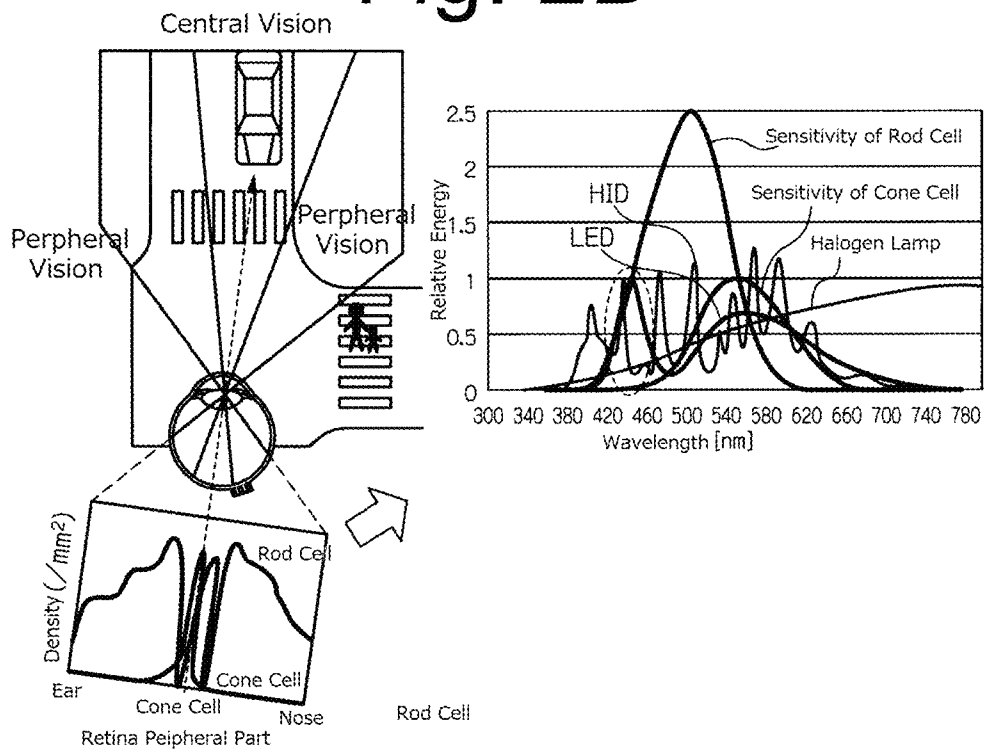 Central Vision
Perpheral
Vision
Perpheral
Vision
Density (/mm²)
Rod Cell
Cone Cell
Ear
Cone Cell
Nose
Retina Peipheral Part
Rod Cell
Relative Energy
2.5
2
1.5
1
0.5
0
Sensitivity of Rod Cell
HID
Sensitivity of Cone Cell
LED
Halogen Lamp
300 340 380 420 460 500 540 580 620 660 700 740 780
Wavelength [nm]